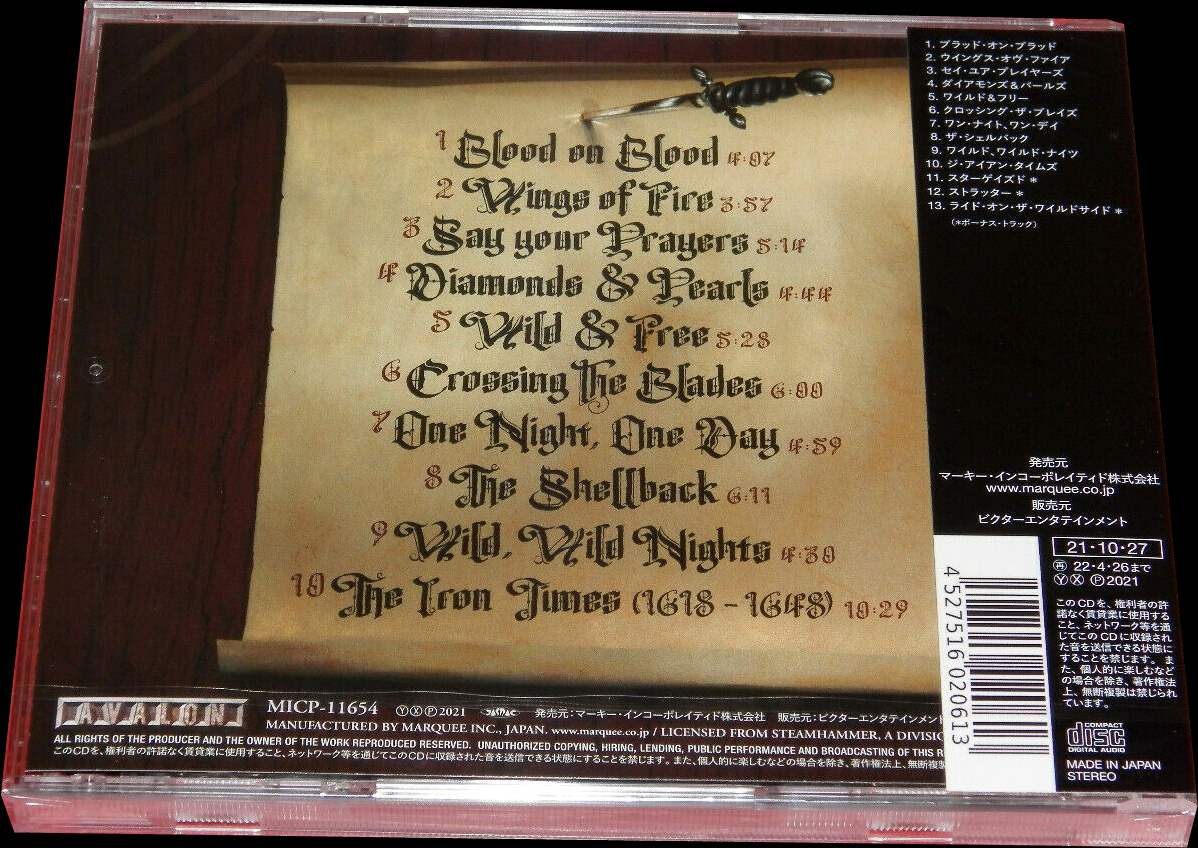 1 Blood on Blood 4:07
2 Wings of Fire 3:57
3 Say your Prayers 5:14
4 Diamonds & Pearls 4:44
5 Wild & Free 5:28
6 Crossing The Blades 6:00
7 One Night, One Day 4:59
8 The Shellback 6:11
9 Wild, Wild Nights 4:30
10 The Iron Times (1618 - 1648) 10:29
1. ブラッド・オン・ブラッド
2. ウイングス・オヴ・ファイア
3. セイ・ユア・プレイヤーズ
4. ダイアモンズ&パールズ
5. ワイルド&フリー
6. クロッシング・ザ・ブレイズ
7. ワン・ナイト、ワン・デイ
8. ザ・シェルバック
9. ワイルド、ワイルド・ナイツ
10. ジ・アイアン・タイムズ
11. スターゲイズド*
12. ストラッター*
13. ライド・オン・ザ・ワイルドサイド*
(*ボーナス・トラック)
発売元
マーキー・インコーポレイティド株式会社
www.marquee.co.jp
販売元
ビクターエンタテインメント
21・10・27
再 22・4・26まで
Ⓨ Ⓧ Ⓟ2021
このCDを、権利者の許
諾なく賃貸業に使用する
こと、ネットワーク等を通
じてこのCDに収録され
た音を送信できる状態に
することを禁じます。ま
た、個人的に楽しむなど
の場合を除き、著作権法
上、無断複製は禁じられ
ています。
COMPACT
disc
DIGITAL AUDIO
MADE IN JAPAN
STEREO
4 527516 020613
AVALON
MICP-11654 ⓎⓍⓅ2021 JASRAC 発売元:マーキー・インコーポレイティド株式会社 販売元:ビクターエンタテインメント
MANUFACTURED BY MARQUEE INC., JAPAN. www.marquee.co.jp / LICENSED FROM STEAMHAMMER, A DIVISIO
ALL RIGHTS OF THE PRODUCER AND THE OWNER OF THE WORK REPRODUCED RESERVED. UNAUTHORIZED COPYING, HIRING, LENDING, PUBLIC PERFORMANCE AND BROADCASTING OF THIS R
このCDを、権利者の許諾なく賃貸業に使用すること、ネットワーク等を通じてこのCDに収録された音を送信できる状態にすることを禁じます。また、個人的に楽しむなどの場合を除き、著作権法上、無断複製